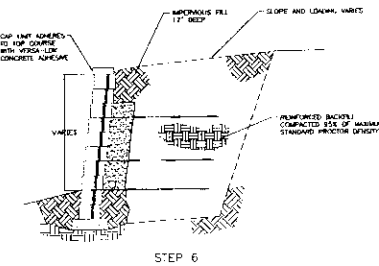 IMPERVIOUS FILL
12" DEEP
SLOPE AND LOADING VARIES
CAP UNIT ADHERES
TO TOP COURSE
WITH VERSA-LOK
CONCRETE ADHESIVE
VARIES
REINFORCED BACKFILL
COMPACTED 95% OF MAXIMUM
STANDARD PROCTOR DENSITY
STEP 6